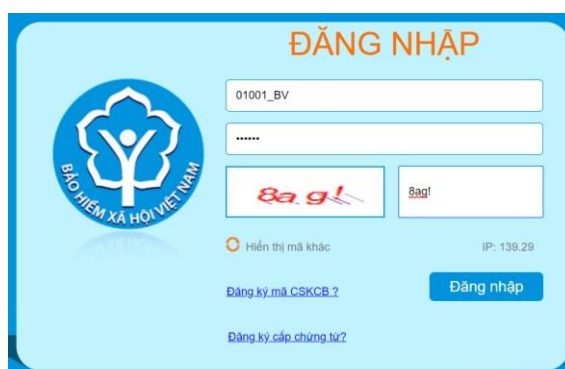 ĐĂNG NHẬP
01001_BV
••••••
8ag!
8ag!
BẢO HIỂM XÃ HỘI VIỆT NAM
Hiển thị mã khác
IP: 139.29
Đăng ký mã CSKCB ?
Đăng nhập
Đăng ký cấp chứng từ?